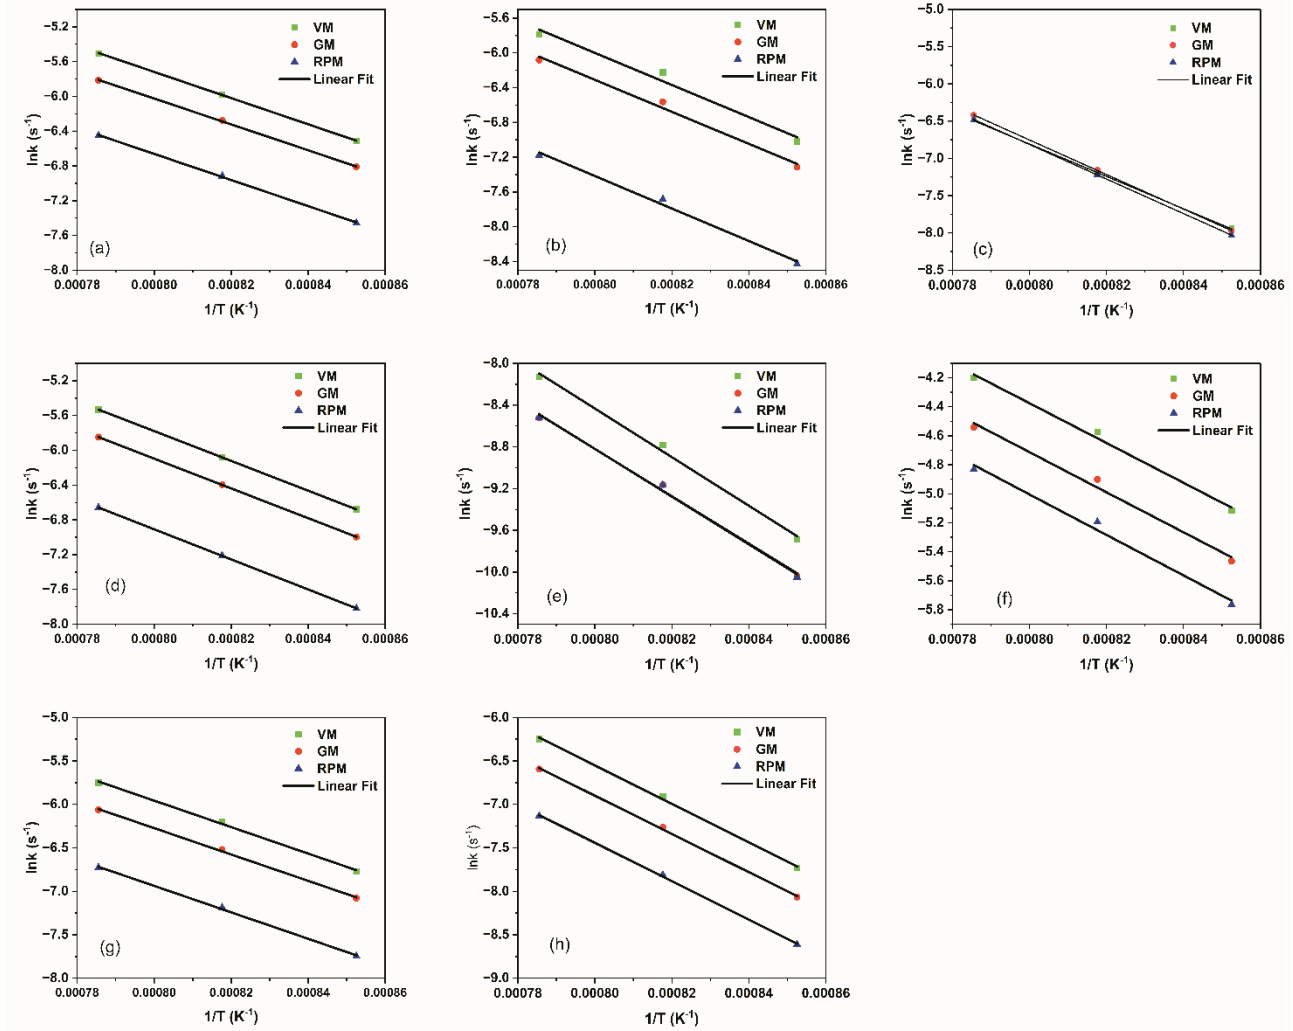 VM
GM
RPM
Linear Fit
−5.2
−5.6
−6.0
−6.4
−6.8
−7.2
−7.6
−8.0
lnk (s⁻¹)
(a)
0.00078 0.00080 0.00082 0.00084 0.00086
1/T (K⁻¹)
VM
GM
RPM
Linear Fit
−5.6
−6.0
−6.4
−6.8
−7.2
−7.6
−8.0
−8.4
lnk (s⁻¹)
(b)
0.00078 0.00080 0.00082 0.00084 0.00086
1/T (K⁻¹)
VM
GM
RPM
Linear Fit
−5.0
−5.5
−6.0
−6.5
−7.0
−7.5
−8.0
−8.5
lnk (s⁻¹)
(c)
0.00078 0.00080 0.00082 0.00084 0.00086
1/T (K⁻¹)
VM
GM
RPM
Linear Fit
−5.2
−5.6
−6.0
−6.4
−6.8
−7.2
−7.6
−8.0
lnk (s⁻¹)
(d)
0.00078 0.00080 0.00082 0.00084 0.00086
1/T (K⁻¹)
VM
GM
RPM
Linear Fit
−8.0
−8.4
−8.8
−9.2
−9.6
−10.0
−10.4
lnk (s⁻¹)
(e)
0.00078 0.00080 0.00082 0.00084 0.00086
1/T (K⁻¹)
VM
GM
RPM
Linear Fit
−4.2
−4.4
−4.6
−4.8
−5.0
−5.2
−5.4
−5.6
−5.8
lnk (s⁻¹)
(f)
0.00078 0.00080 0.00082 0.00084 0.00086
1/T (K⁻¹)
VM
GM
RPM
Linear Fit
−5.0
−5.5
−6.0
−6.5
−7.0
−7.5
−8.0
lnk (s⁻¹)
(g)
0.00078 0.00080 0.00082 0.00084 0.00086
1/T (K⁻¹)
VM
GM
RPM
Linear Fit
−6.0
−6.5
−7.0
−7.5
−8.0
−8.5
−9.0
lnk (s⁻¹)
(h)
0.00078 0.00080 0.00082 0.00084 0.00086
1/T (K⁻¹)